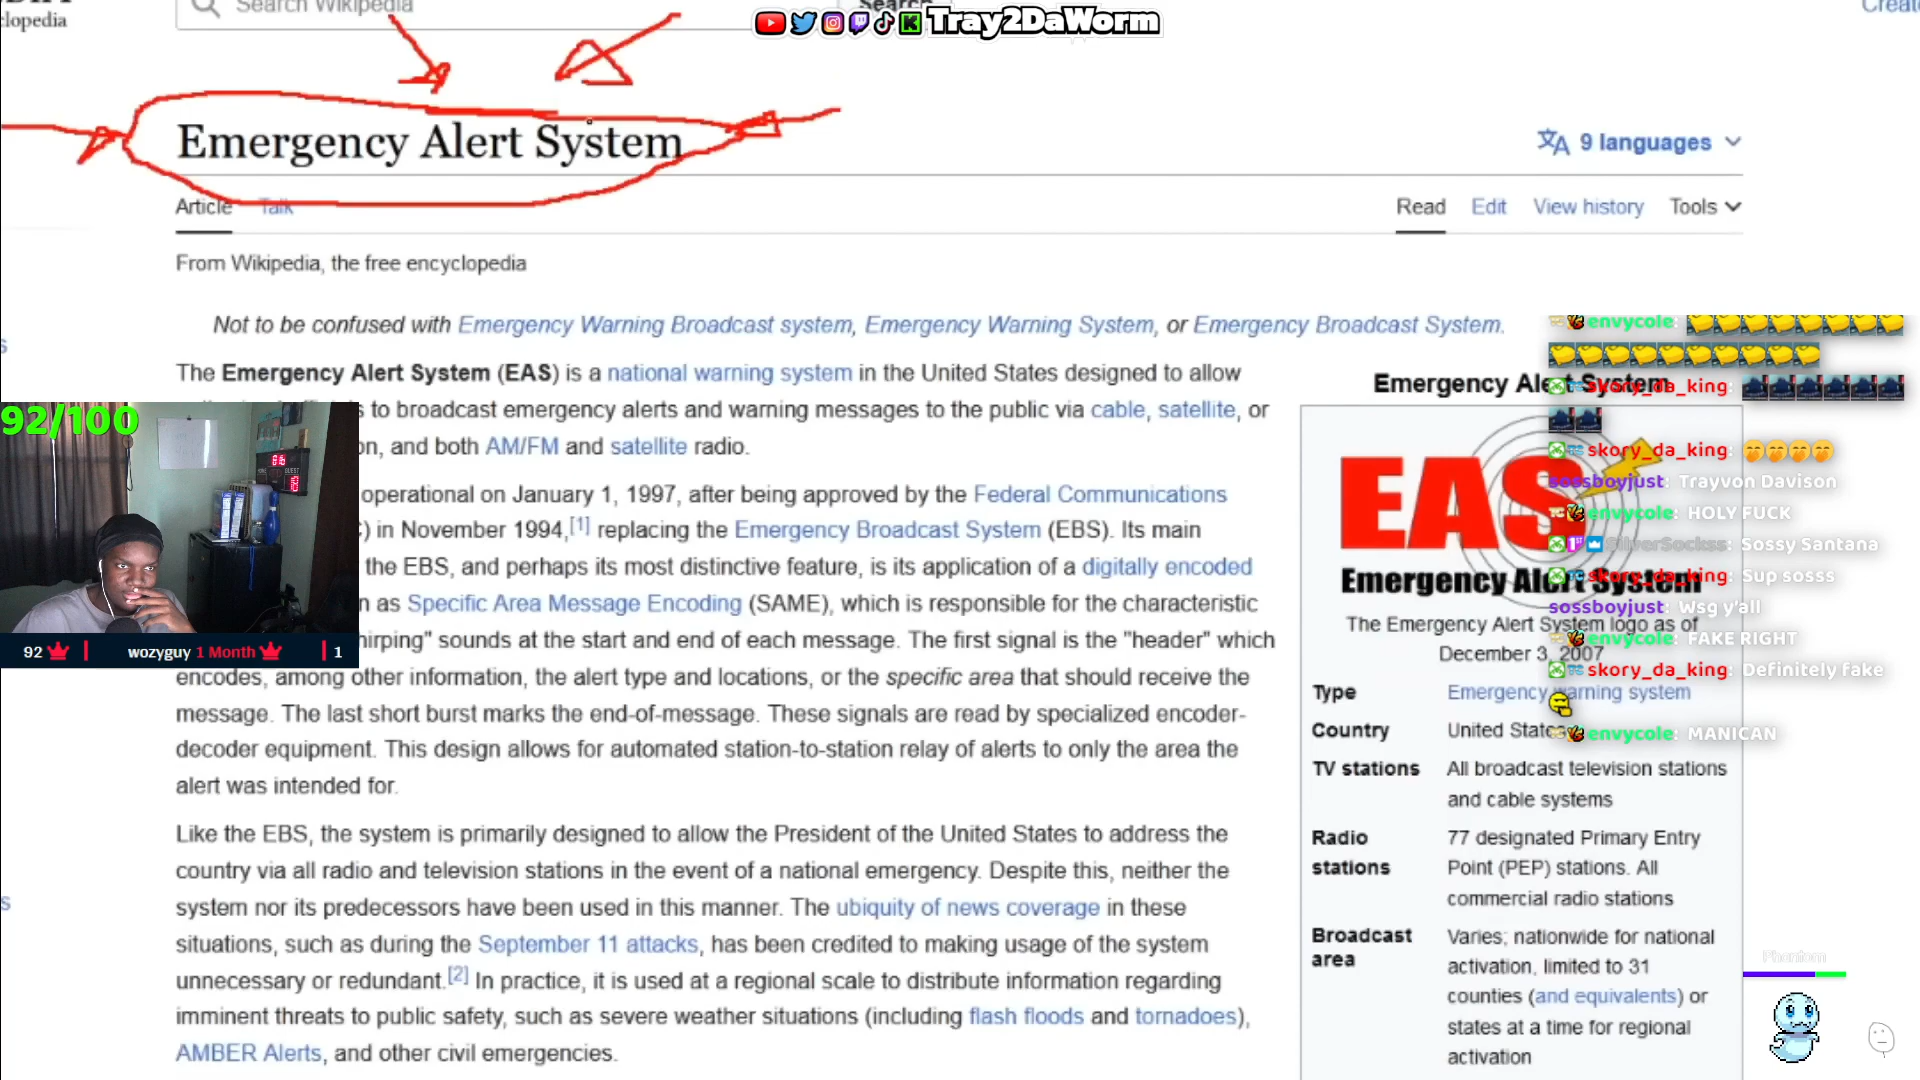 clopedia
Search Wikipedia
Search
Tray2DaWorm
Create
Emergency Alert System
9 languages
Article Talk
Read Edit View history Tools
From Wikipedia, the free encyclopedia
Not to be confused with Emergency Warning Broadcast system, Emergency Warning System, or Emergency Broadcast System.
The Emergency Alert System (EAS) is a national warning system in the United States designed to allow
s to broadcast emergency alerts and warning messages to the public via cable, satellite, or
on, and both AM/FM and satellite radio.
operational on January 1, 1997, after being approved by the Federal Communications
) in November 1994,[1] replacing the Emergency Broadcast System (EBS). Its main
the EBS, and perhaps its most distinctive feature, is its application of a digitally encoded
n as Specific Area Message Encoding (SAME), which is responsible for the characteristic
hirping" sounds at the start and end of each message. The first signal is the "header" which
encodes, among other information, the alert type and locations, or the specific area that should receive the
message. The last short burst marks the end-of-message. These signals are read by specialized encoder-
decoder equipment. This design allows for automated station-to-station relay of alerts to only the area the
alert was intended for.
Like the EBS, the system is primarily designed to allow the President of the United States to address the
country via all radio and television stations in the event of a national emergency. Despite this, neither the
system nor its predecessors have been used in this manner. The ubiquity of news coverage in these
situations, such as during the September 11 attacks, has been credited to making usage of the system
unnecessary or redundant.[2] In practice, it is used at a regional scale to distribute information regarding
imminent threats to public safety, such as severe weather situations (including flash floods and tornadoes),
AMBER Alerts, and other civil emergencies.
92/100
92 wozyguy 1 Month 1
Emergency Alert System
EAS
Emergency Alert System
The Emergency Alert System logo as of
December 3, 2007
Type Emergency warning system
Country United States
TV stations All broadcast television stations
and cable systems
Radio stations 77 designated Primary Entry
Point (PEP) stations. All
commercial radio stations
Broadcast area Varies; nationwide for national
activation, limited to 31
counties (and equivalents) or
states at a time for regional
activation
envycole:
skory_da_king:
skory_da_king:
sossboyjust: Trayvon Davison
envycole: HOLY FUCK
SilverSockss: Sossy Santana
skory_da_king: Sup sosss
sossboyjust: Wsg y'all
envycole: FAKE RIGHT
skory_da_king: Definitely fake
envycole: MANICAN
Phantom